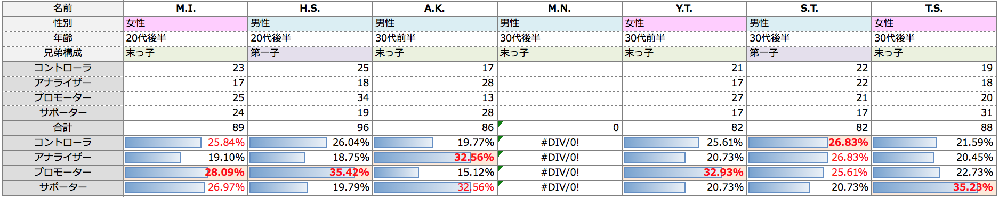 名前 M.I. H.S. A.K. M.N. Y.T. S.T. T.S.
性別 女性 男性 男性 男性 女性 男性 女性
年齢 20代後半 20代後半 30代前半 30代後半 30代前半 30代後半 30代後半
兄弟構成 末っ子 第一子 末っ子 末っ子 末っ子 第一子 末っ子
コントローラ 23 25 17 21 22 19
アナライザー 17 18 28 17 22 18
プロモーター 25 34 13 27 21 20
サポーター 24 19 28 17 17 31
合計 89 96 86 0 82 82 88
コントローラ 25.84% 26.04% 19.77% #DIV/0! 25.61% 26.83% 21.59%
アナライザー 19.10% 18.75% 32.56% #DIV/0! 20.73% 26.83% 20.45%
プロモーター 28.09% 35.42% 15.12% #DIV/0! 32.93% 25.61% 22.73%
サポーター 26.97% 19.79% 32.56% #DIV/0! 20.73% 20.73% 35.23%